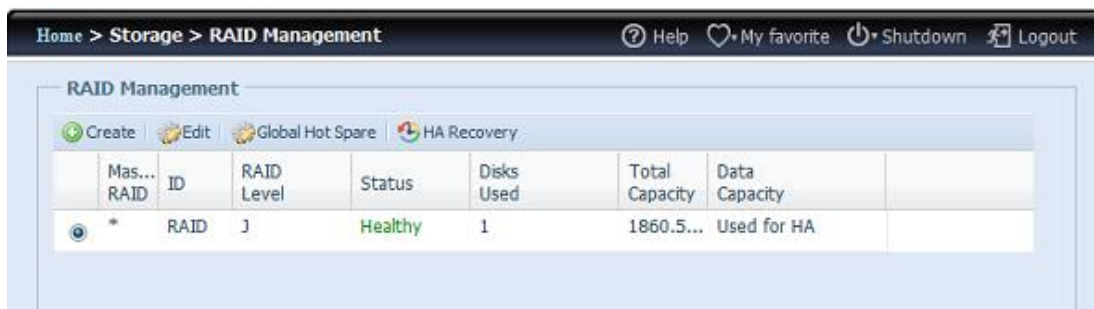 Home > Storage > RAID Management Help My favorite Shutdown Logout
RAID Management
Create Edit Global Hot Spare HA Recovery
Mas... RAID ID RAID Level Status Disks Used Total Capacity Data Capacity
* RAID J Healthy 1 1860.5... Used for HA